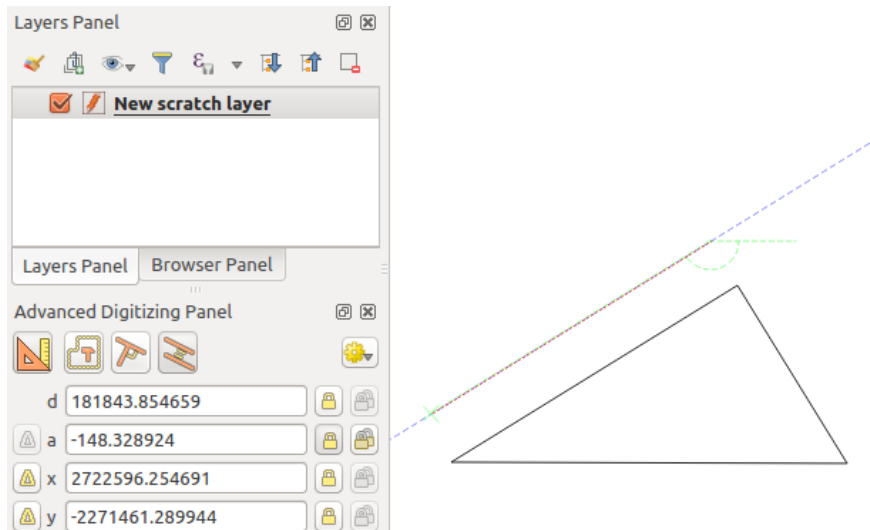 Layers Panel
New scratch layer
Layers Panel Browser Panel
Advanced Digitizing Panel
d 181843.854659
a -148.328924
x 2722596.254691
y -2271461.289944